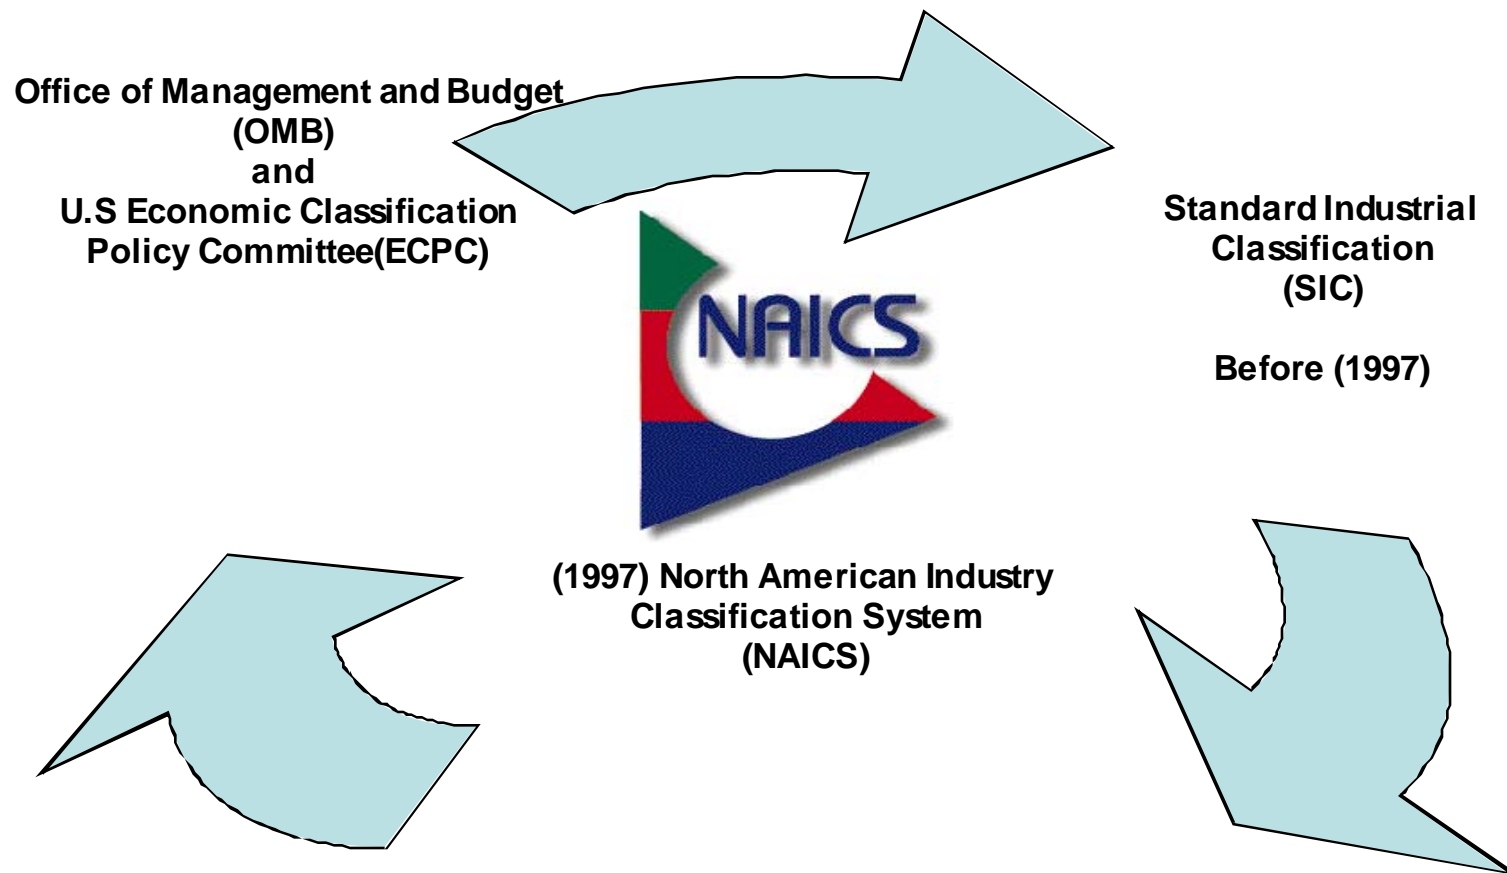 Office of Management and Budget
(OMB)
and
U.S Economic Classification
Policy Committee(ECPC)
Standard Industrial
Classification
(SIC)
Before (1997)
NAICS
(1997) North American Industry
Classification System
(NAICS)